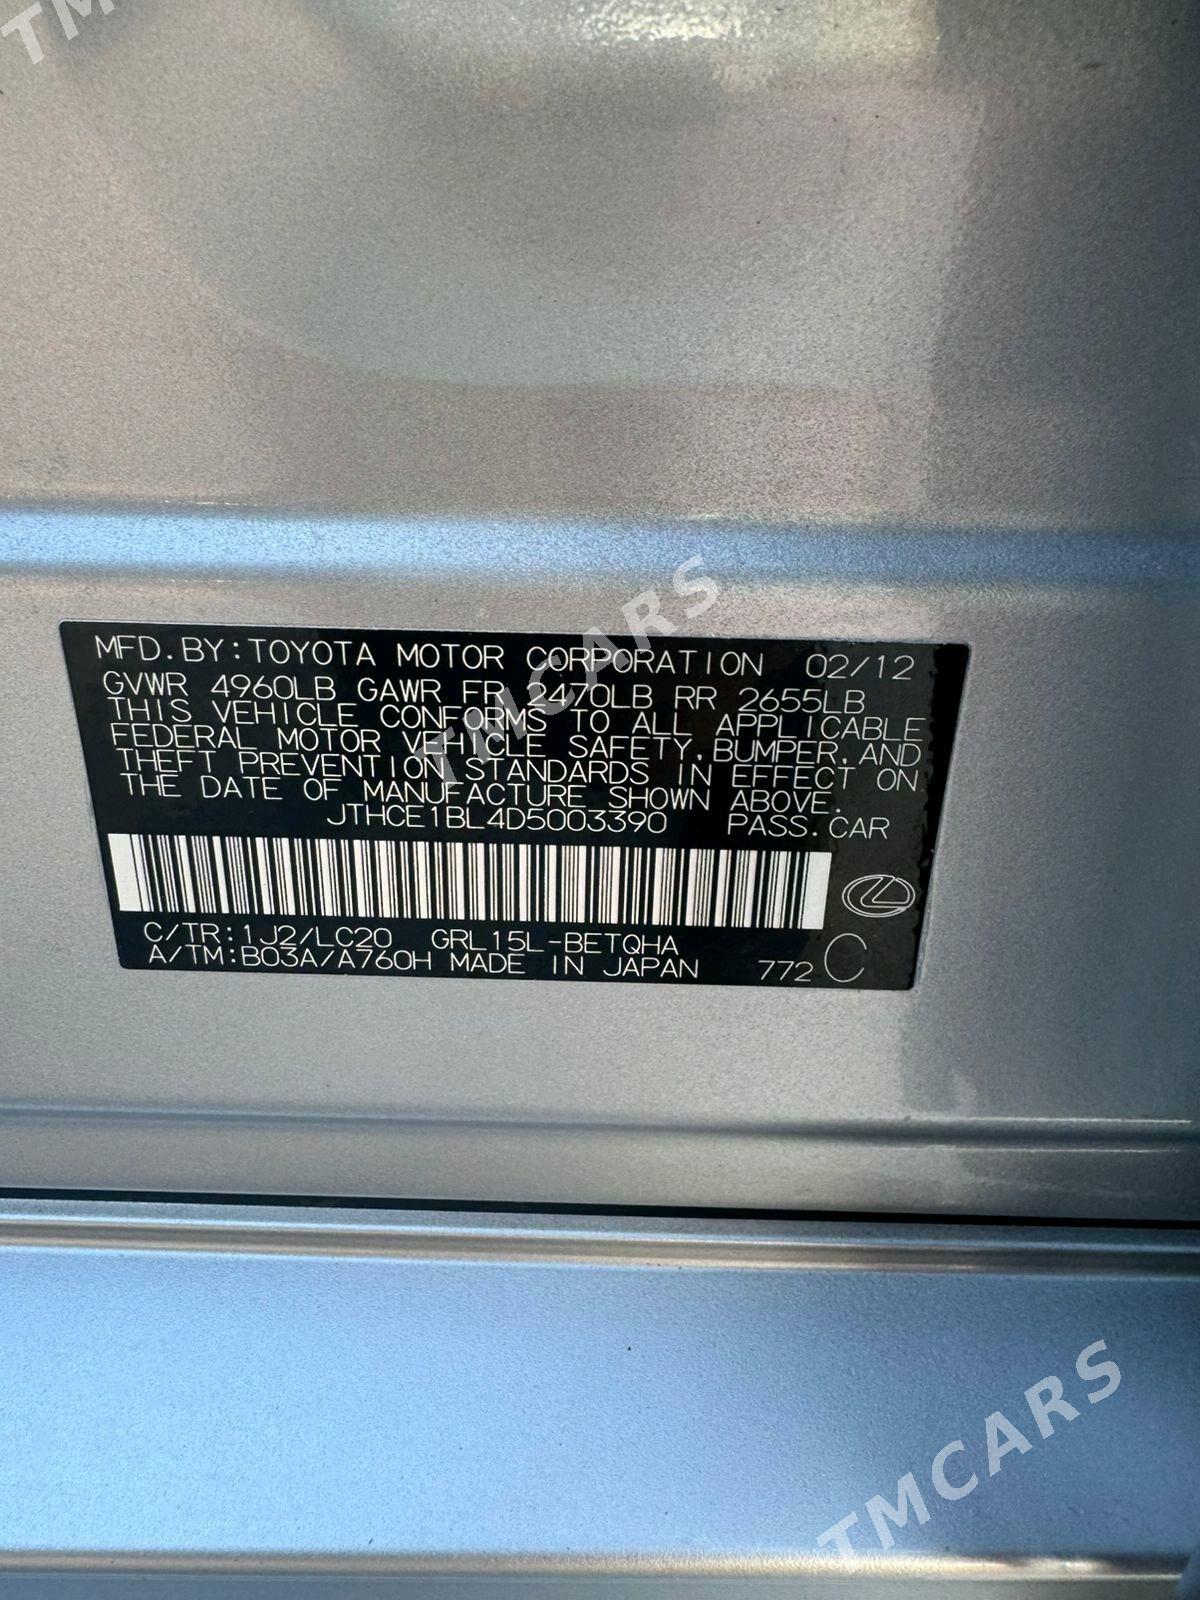 MFD.BY:TOYOTA MOTOR CORPORATION 02/12
GVWR 4960LB GAWR FR 2470LB RR 2655LB
THIS VEHICLE CONFORMS TO ALL APPLICABLE
FEDERAL MOTOR VEHICLE SAFETY,BUMPER,AND
THEFT PREVENTION STANDARDS IN EFFECT ON
THE DATE OF MANUFACTURE SHOWN ABOVE.
JTHCE1BL4D5003390 PASS.CAR
C/TR:1J2/LC20 GRL15L-BETQHA
A/TM:B03A/A760H MADE IN JAPAN 772 C
TMCARS
TMCARS